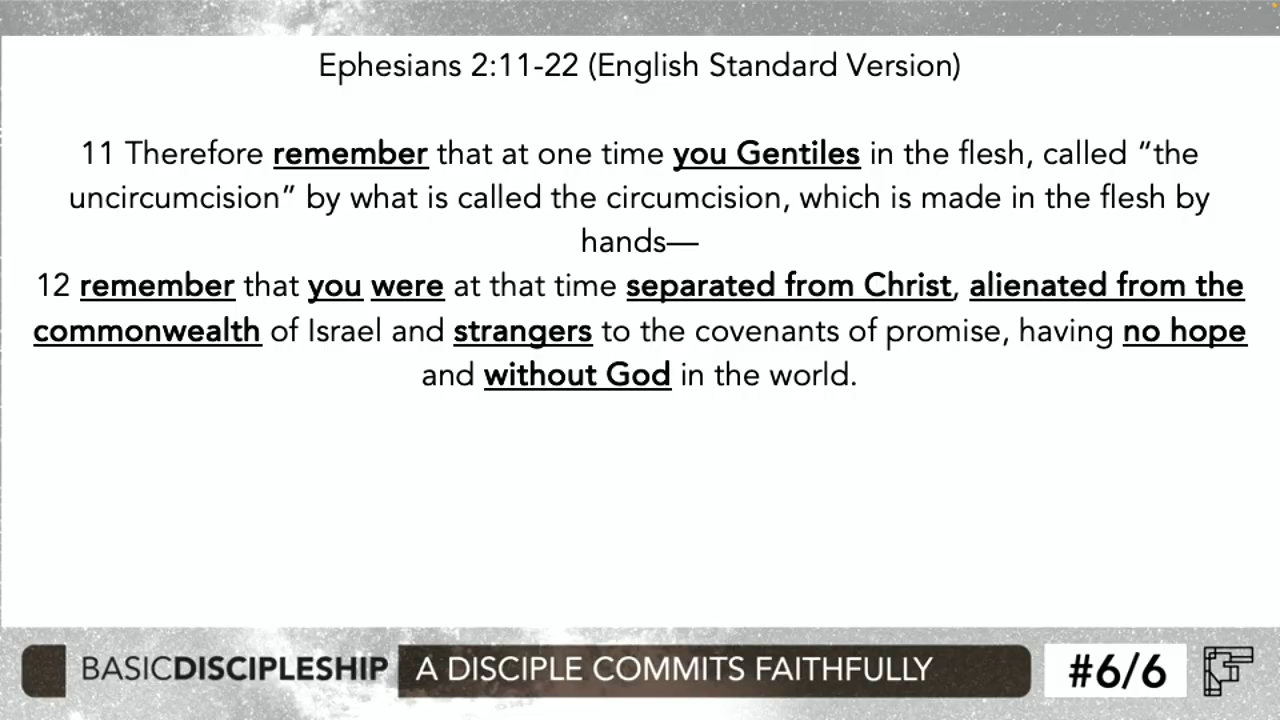 Ephesians 2:11-22 (English Standard Version)
11 Therefore remember that at one time you Gentiles in the flesh, called “the
uncircumcision” by what is called the circumcision, which is made in the flesh by
hands—
12 remember that you were at that time separated from Christ, alienated from the
commonwealth of Israel and strangers to the covenants of promise, having no hope
and without God in the world.
BASICDISCIPLESHIP A DISCIPLE COMMITS FAITHFULLY #6/6